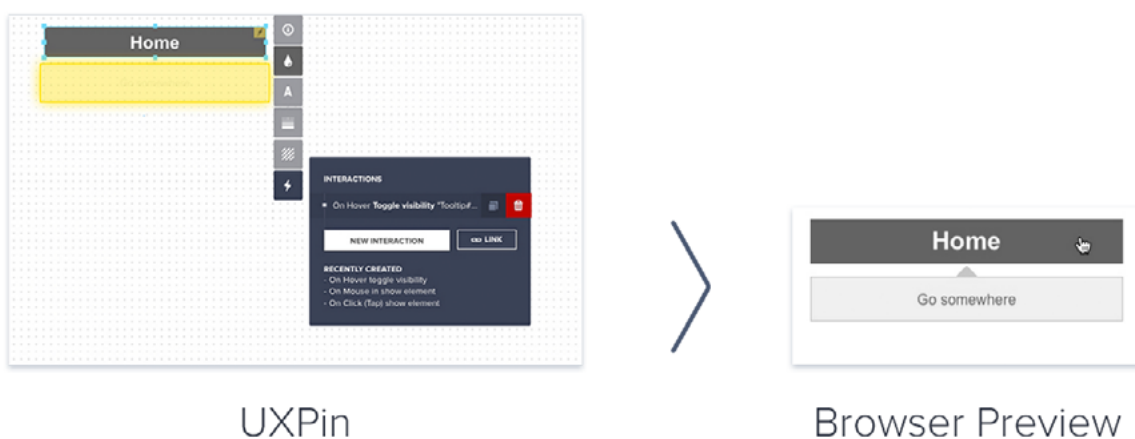 Home
A
INTERACTIONS
On Hover Toggle visibility "Tooltip#...
NEW INTERACTION
LINK
RECENTLY CREATED
- On Hover toggle visibility
- On Mouse in show element
- On Click (Tap) show element
Home
Go somewhere
UXPin
Browser Preview